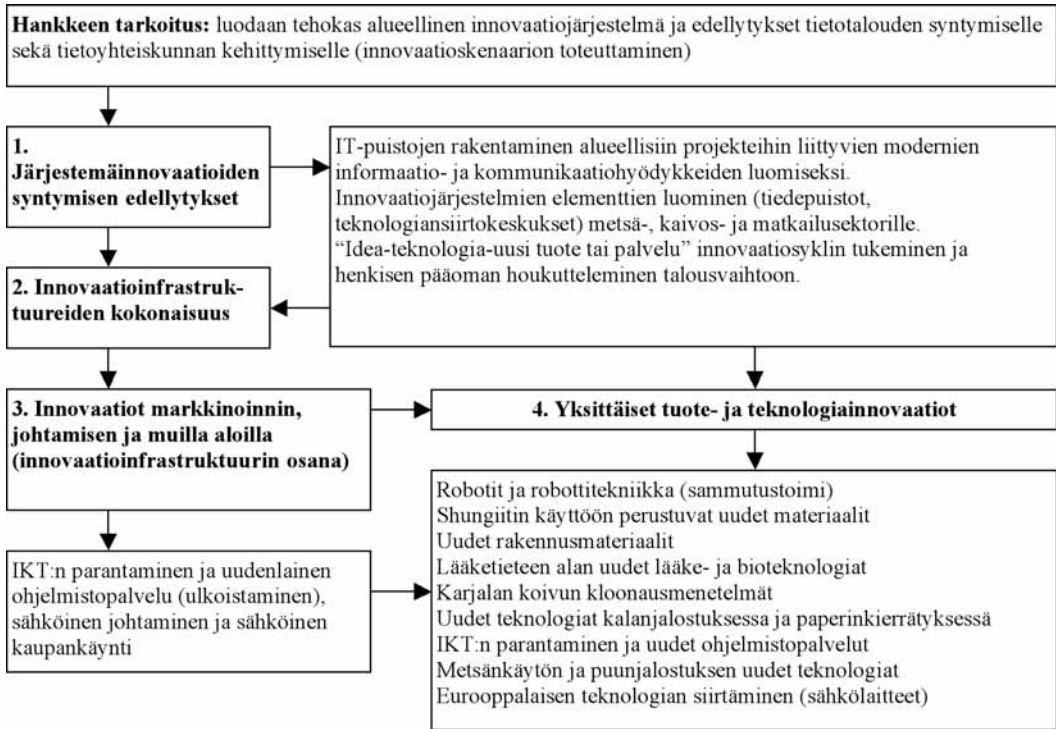 Hankkeen tarkoitus: luodaan tehokas alueellinen innovaatiojärjestelmä ja edellytykset tietotalouden syntymiselle
sekä tietoyhteiskunnan kehittymiselle (innovaatioskenaarion toteuttaminen)
1.
Järjestemäinnovaatioiden
syntymisen edellytykset
IT-puistojen rakentaminen alueellisiin projekteihin liittyvien modernien
informaatio- ja kommunikaatiohyödykkeiden luomiseksi.
Innovaatiojärjestelmien elementtien luominen (tiedepuistot,
teknologiansiirtokeskukset) metsä-, kaivos- ja matkailusektorille.
“Idea-teknologia-uusi tuote tai palvelu” innovaatiosyklin tukeminen ja
henkisen pääoman houkutteleminen talousvaihtoon.
2. Innovaatioinfrastruk-
tuureiden kokonaisuus
3. Innovaatiot markkinoinnin,
johtamisen ja muilla aloilla
(innovaatioinfrastruktuurin osana)
4. Yksittäiset tuote- ja teknologiainnovaatiot
IKT:n parantaminen ja uudenlainen
ohjelmistopalvelu (ulkoistaminen),
sähköinen johtaminen ja sähköinen
kaupankäynti
Robotit ja robottitekniikka (sammutustoimi)
Shungiitin käyttöön perustuvat uudet materiaalit
Uudet rakennusmateriaalit
Lääketieteen alan uudet lääke- ja bioteknologiat
Karjalan koivun kloonausmenetelmät
Uudet teknologiat kalanjalostuksessa ja paperinkierrätyksessä
IKT:n parantaminen ja uudet ohjelmistopalvelut
Metsänkäytön ja puunjalostuksen uudet teknologiat
Eurooppalaisen teknologian siirtäminen (sähkölaitteet)